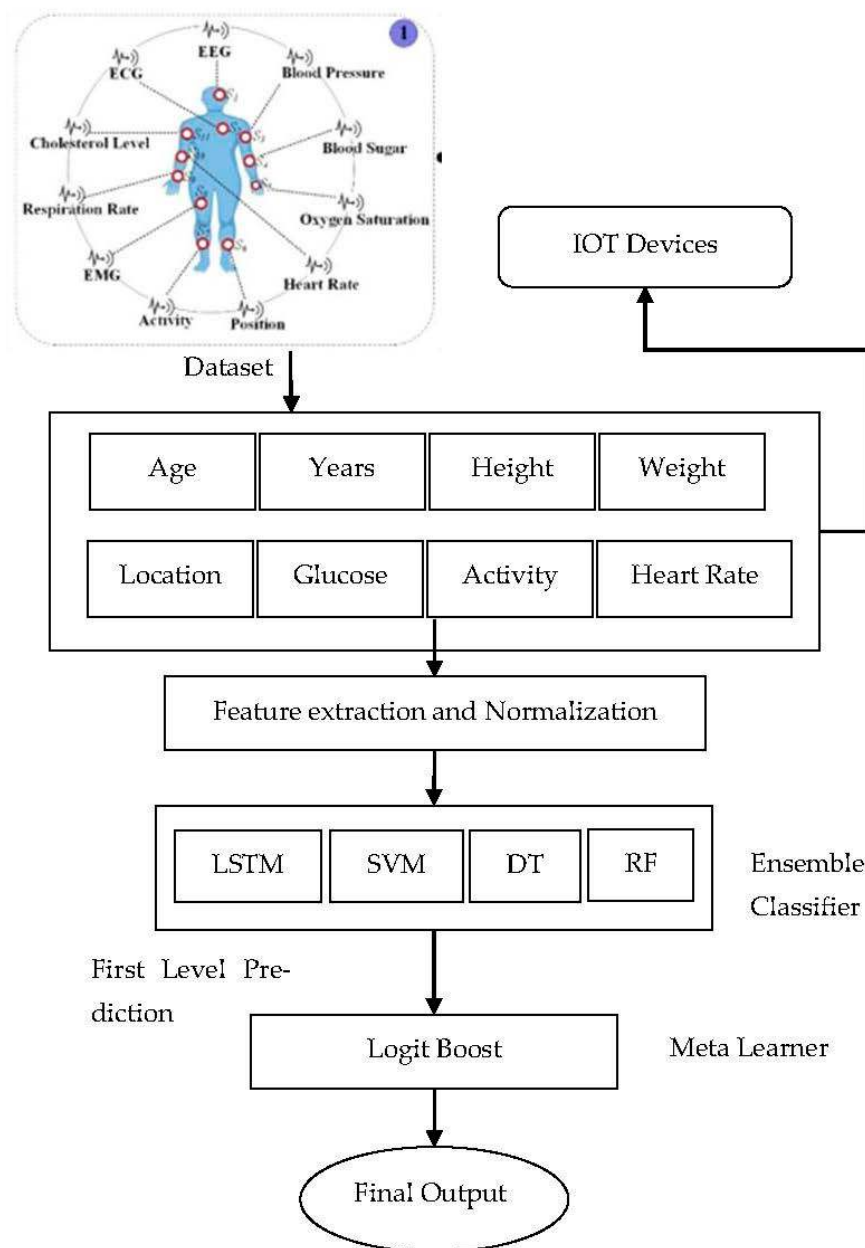 1
EEG
ECG
Blood Pressure
Cholesterol Level
Blood Sugar
Respiration Rate
Oxygen Saturation
EMG
Heart Rate
Activity
Position
IOT Devices
Dataset
Age Years Height Weight
Location Glucose Activity Heart Rate
Feature extraction and Normalization
LSTM SVM DT RF
Ensemble
Classifier
First Level Pre-
diction
Logit Boost
Meta Learner
Final Output